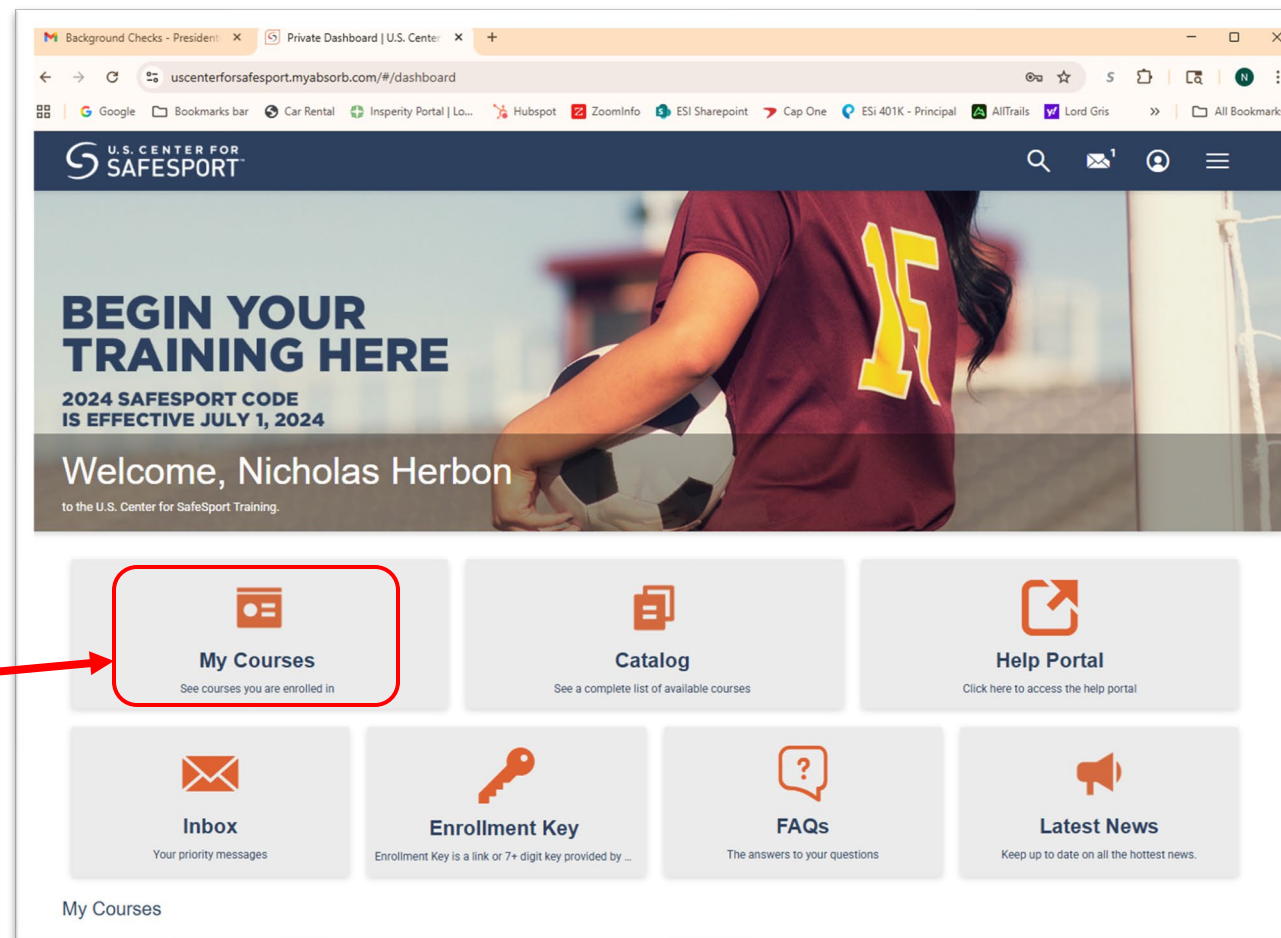 Background Checks - President
Private Dashboard | U.S. Center
uscenterforsafesport.myabsorb.com/#/dashboard
S
N
Google
Bookmarks bar
Car Rental
Insperity Portal | Lo...
Hubspot
ZoomInfo
ESI Sharepoint
Cap One
ESi 401K - Principal
AllTrails
Lord Gris
All Bookmarks
U.S. CENTER FOR
SAFESPORT™
1
15
BEGIN YOUR
TRAINING HERE
2024 SAFESPORT CODE
IS EFFECTIVE JULY 1, 2024
Welcome, Nicholas Herbon
to the U.S. Center for SafeSport Training.
My Courses
See courses you are enrolled in
Catalog
See a complete list of available courses
Help Portal
Click here to access the help portal
Inbox
Your priority messages
Enrollment Key
Enrollment Key is a link or 7+ digit key provided by ...
FAQs
The answers to your questions
Latest News
Keep up to date on all the hottest news.
My Courses